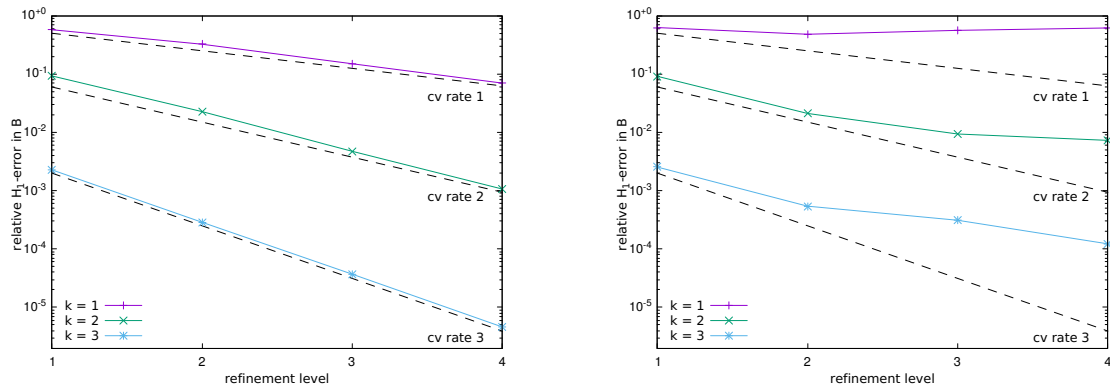 10^+0
10^-1
10^-2
10^-3
10^-4
10^-5
relative H_1-error in B
cv rate 1
cv rate 2
cv rate 3
k = 1
k = 2
k = 3
1 2 3 4
refinement level
10^+0
10^-1
10^-2
10^-3
10^-4
10^-5
relative H_1-error in B
cv rate 1
cv rate 2
cv rate 3
k = 1
k = 2
k = 3
1 2 3 4
refinement level